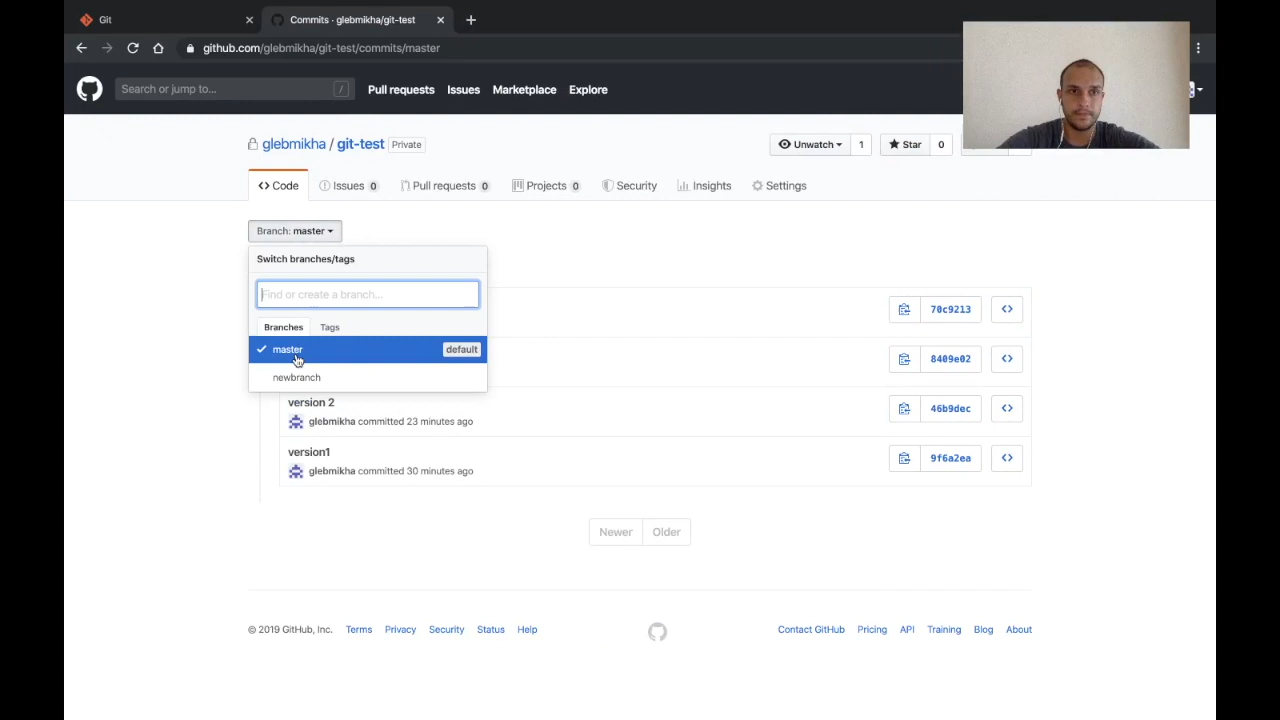 Git
Commits · glebmikha/git-test
github.com/glebmikha/git-test/commits/master
Search or jump to...
/
Pull requests
Issues
Marketplace
Explore
glebmikha / git-test
Private
Unwatch
1
Star
0
Code
Issues 0
Pull requests 0
Projects 0
Security
Insights
Settings
Branch: master
Switch branches/tags
Find or create a branch...
Branches
Tags
master
default
newbranch
70c9213
8409e02
version 2
glebmikha committed 23 minutes ago
46b9dec
version1
glebmikha committed 30 minutes ago
9f6a2ea
Newer
Older
© 2019 GitHub, Inc.
Terms
Privacy
Security
Status
Help
Contact GitHub
Pricing
API
Training
Blog
About